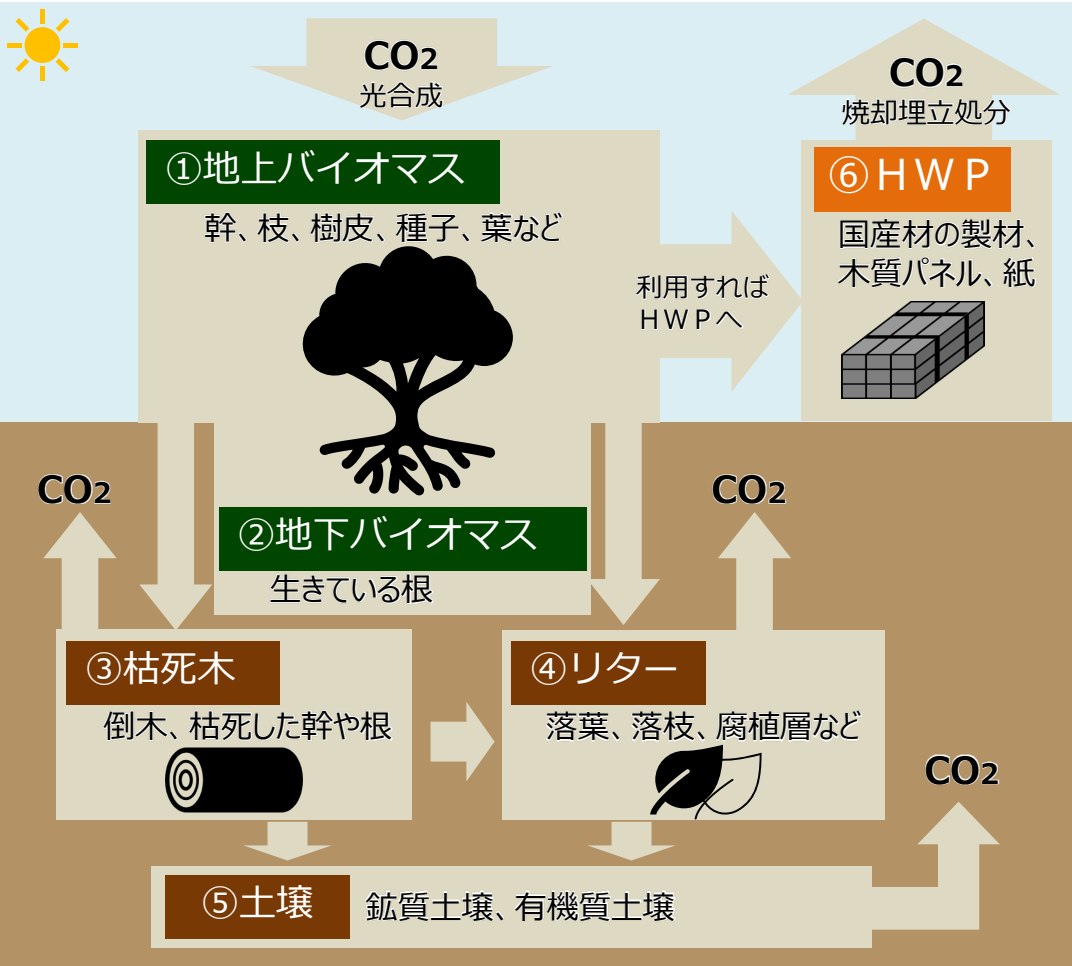 CO2
光合成
CO2
焼却埋立処分
①地上バイオマス
幹、枝、樹皮、種子、葉など
⑥ＨＷＰ
国産材の製材、
木質パネル、紙
利用すれば
ＨＷＰへ
CO2
CO2
②地下バイオマス
生きている根
③枯死木
倒木、枯死した幹や根
④リター
落葉、落枝、腐植層など
CO2
⑤土壌
鉱質土壌、有機質土壌